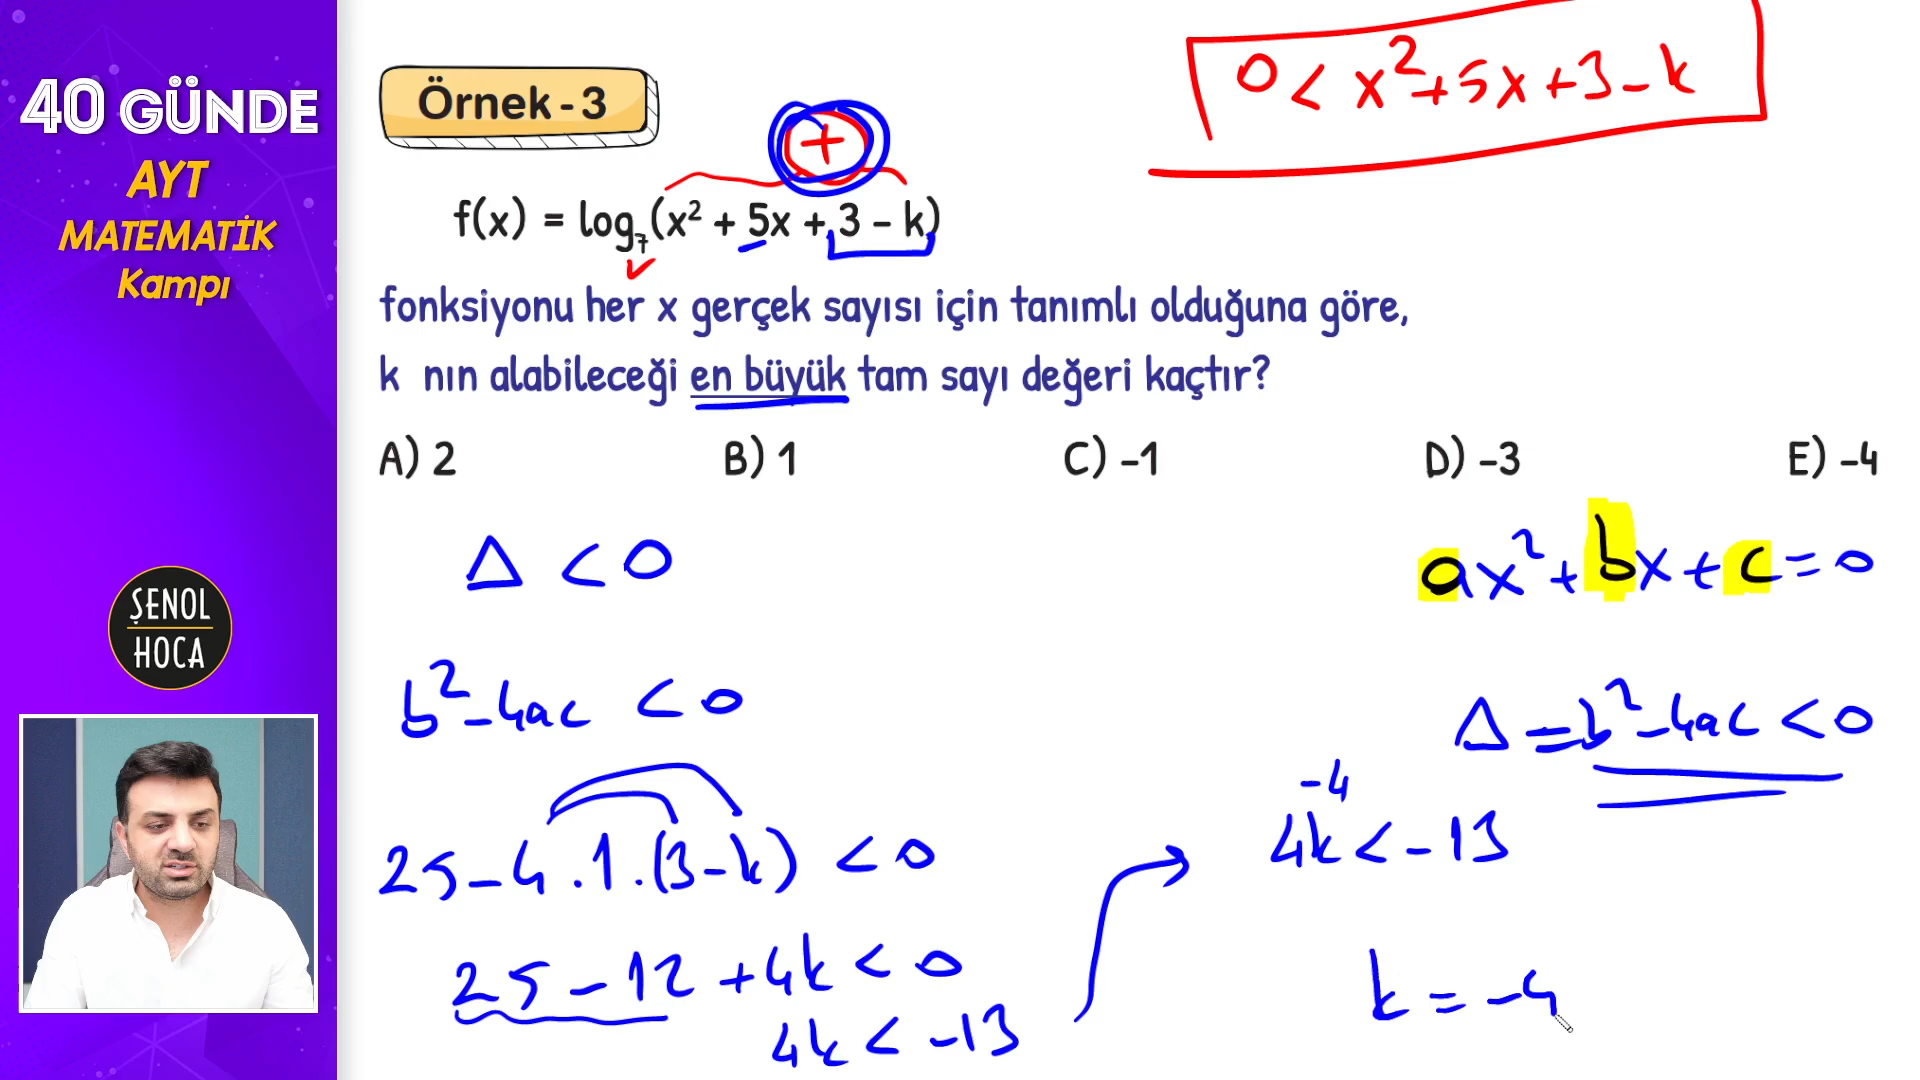 40 GÜNDE
AYT
MATEMATİK
Kampı
ŞENOL
HOCA
Örnek - 3
0 < x² + 5x + 3 - k
+
f(x) = log₇(x² + 5x + 3 – k)
fonksiyonu her x gerçek sayısı için tanımlı olduğuna göre,
k nın alabileceği en büyük tam sayı değeri kaçtır?
A) 2 B) 1 C) –1 D) –3 E) –4
Δ < 0
ax² + bx + c = 0
b² - 4ac < 0
Δ = b² - 4ac < 0
25 - 4 . 1 . (3 - k) < 0
-4
4k < -13
25 - 12 + 4k < 0
k = -4
4k < -13